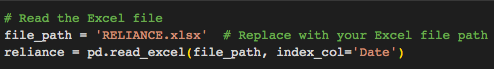 # Read the Excel file
file_path = 'RELIANCE.xlsx'  # Replace with your Excel file path
reliance = pd.read_excel(file_path, index_col='Date')